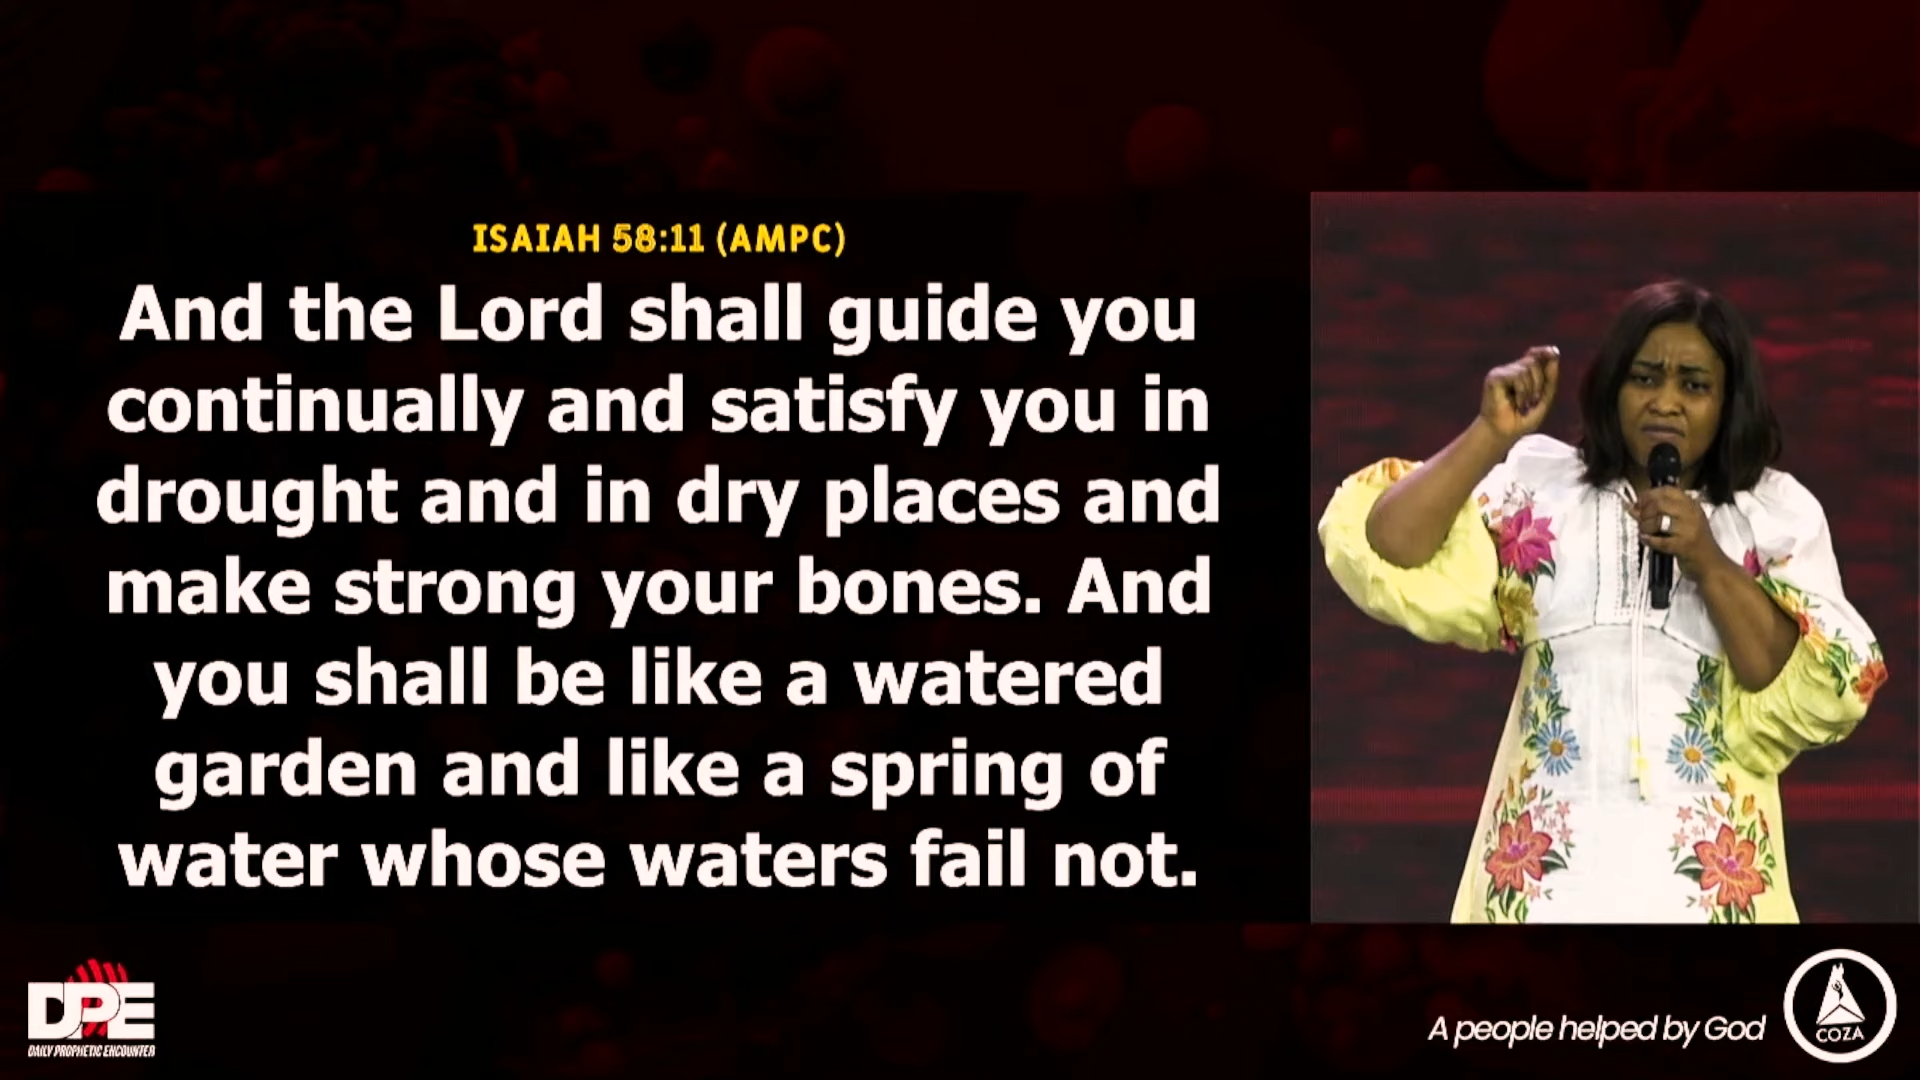 ISAIAH 58:11 (AMPC)
And the Lord shall guide you
continually and satisfy you in
drought and in dry places and
make strong your bones. And
you shall be like a watered
garden and like a spring of
water whose waters fail not.
DPE
DAILY PROPHETIC ENCOUNTER
A people helped by God
COZA